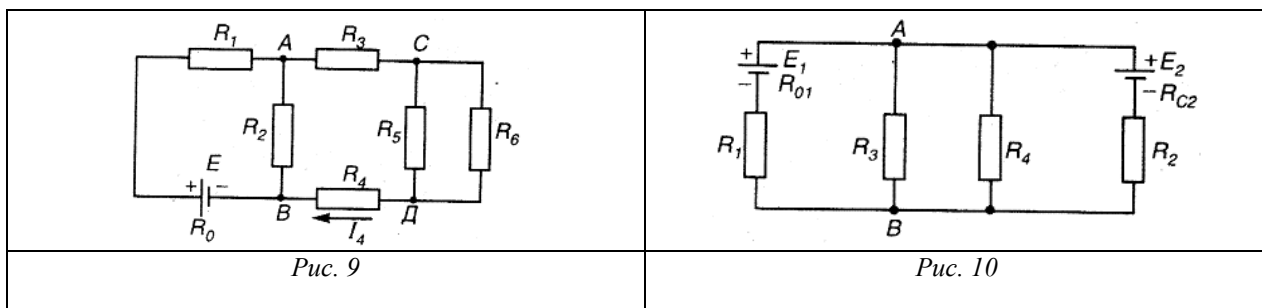 R1 A R3 C
R2 R5 R6
E R4
+ −
R0 B Д
I4
Рис. 9
A
+ E1 +E2
− R01 −RC2
R1 R3 R4 R2
B
Рис. 10